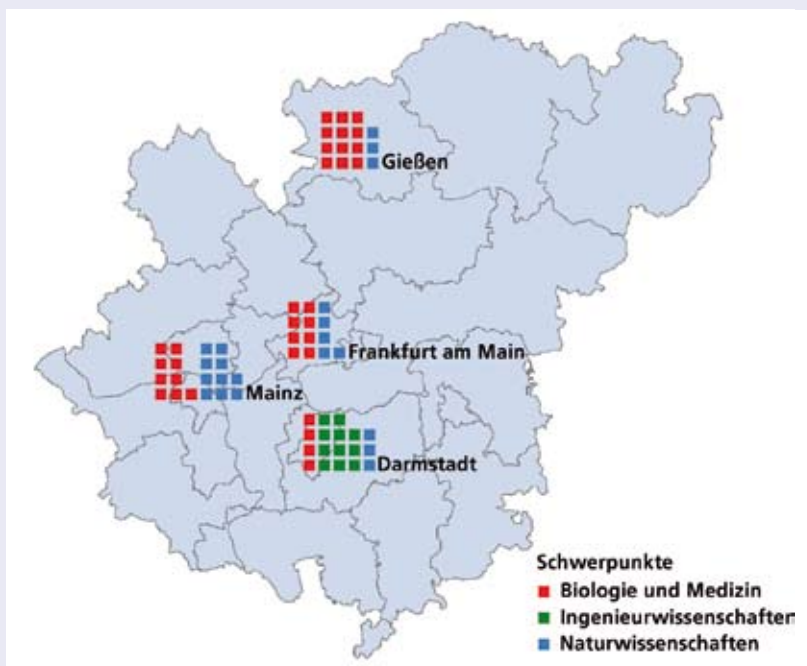 Gießen
Frankfurt am Main
Mainz
Darmstadt
Schwerpunkte
Biologie und Medizin
Ingenieurwissenschaften
Naturwissenschaften